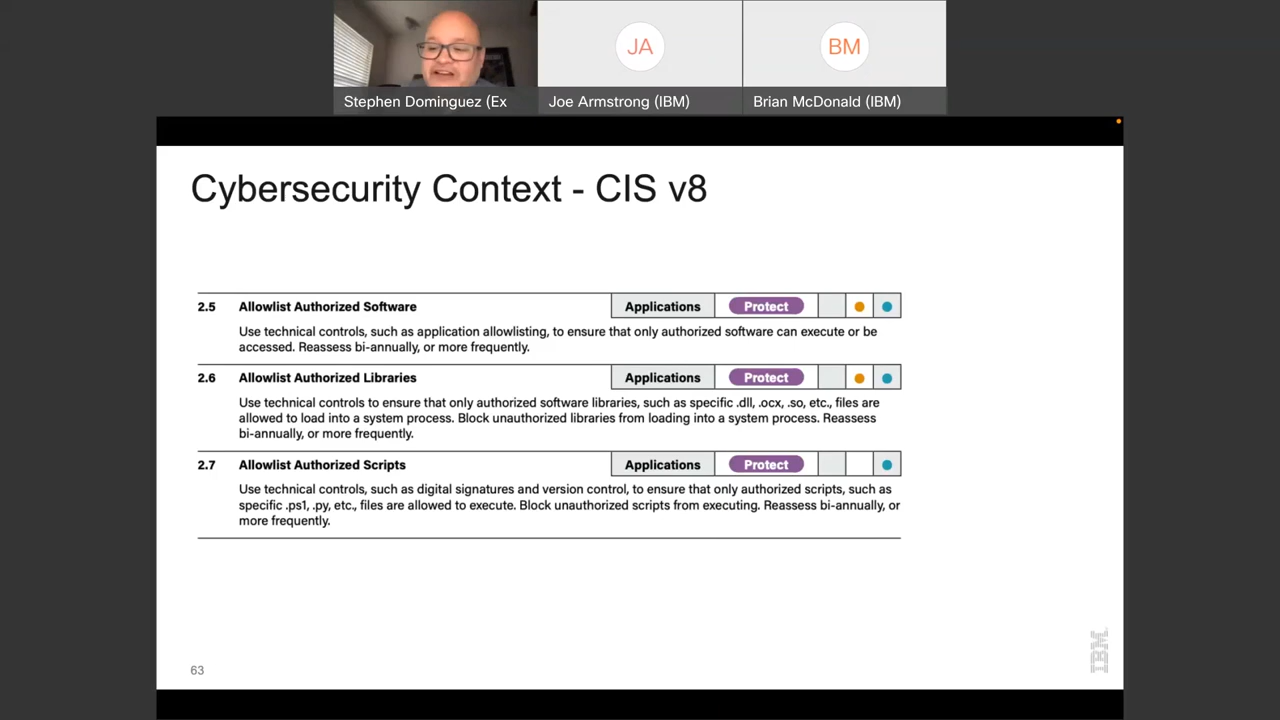 JA
BM
Stephen Dominguez (Ex
Joe Armstrong (IBM)
Brian McDonald (IBM)
Cybersecurity Context - CIS v8
2.5 Allowlist Authorized Software Applications Protect
Use technical controls, such as application allowlisting, to ensure that only authorized software can execute or be
accessed. Reassess bi-annually, or more frequently.
2.6 Allowlist Authorized Libraries Applications Protect
Use technical controls to ensure that only authorized software libraries, such as specific .dll, .ocx, .so, etc., files are
allowed to load into a system process. Block unauthorized libraries from loading into a system process. Reassess
bi-annually, or more frequently.
2.7 Allowlist Authorized Scripts Applications Protect
Use technical controls, such as digital signatures and version control, to ensure that only authorized scripts, such as
specific .ps1, .py, etc., files are allowed to execute. Block unauthorized scripts from executing. Reassess bi-annually, or
more frequently.
63
IBM